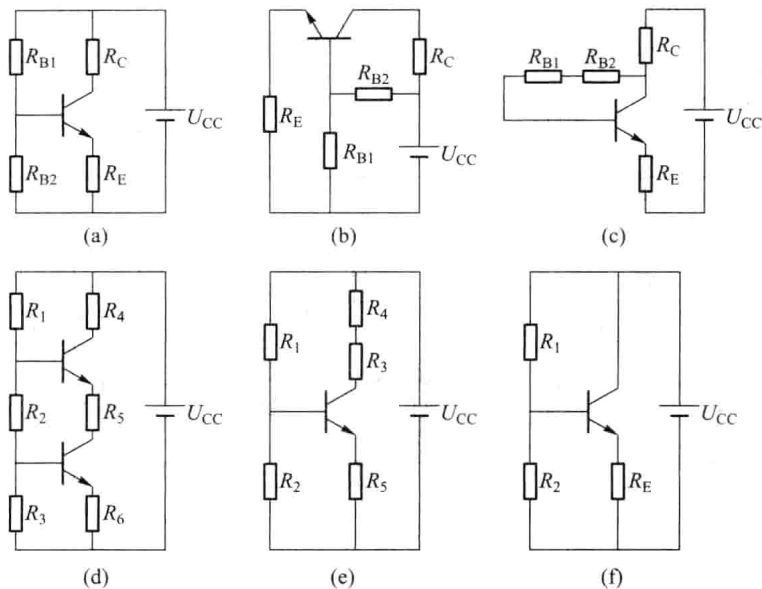 R_B1 R_C U_CC R_B2 R_E
(a)
R_C R_B2 R_E R_B1 U_CC
(b)
R_C R_B1 R_B2 U_CC R_E
(c)
R_1 R_4 R_2 R_5 U_CC R_3 R_6
(d)
R_4 R_1 R_3 U_CC R_2 R_5
(e)
R_1 U_CC R_2 R_E
(f)